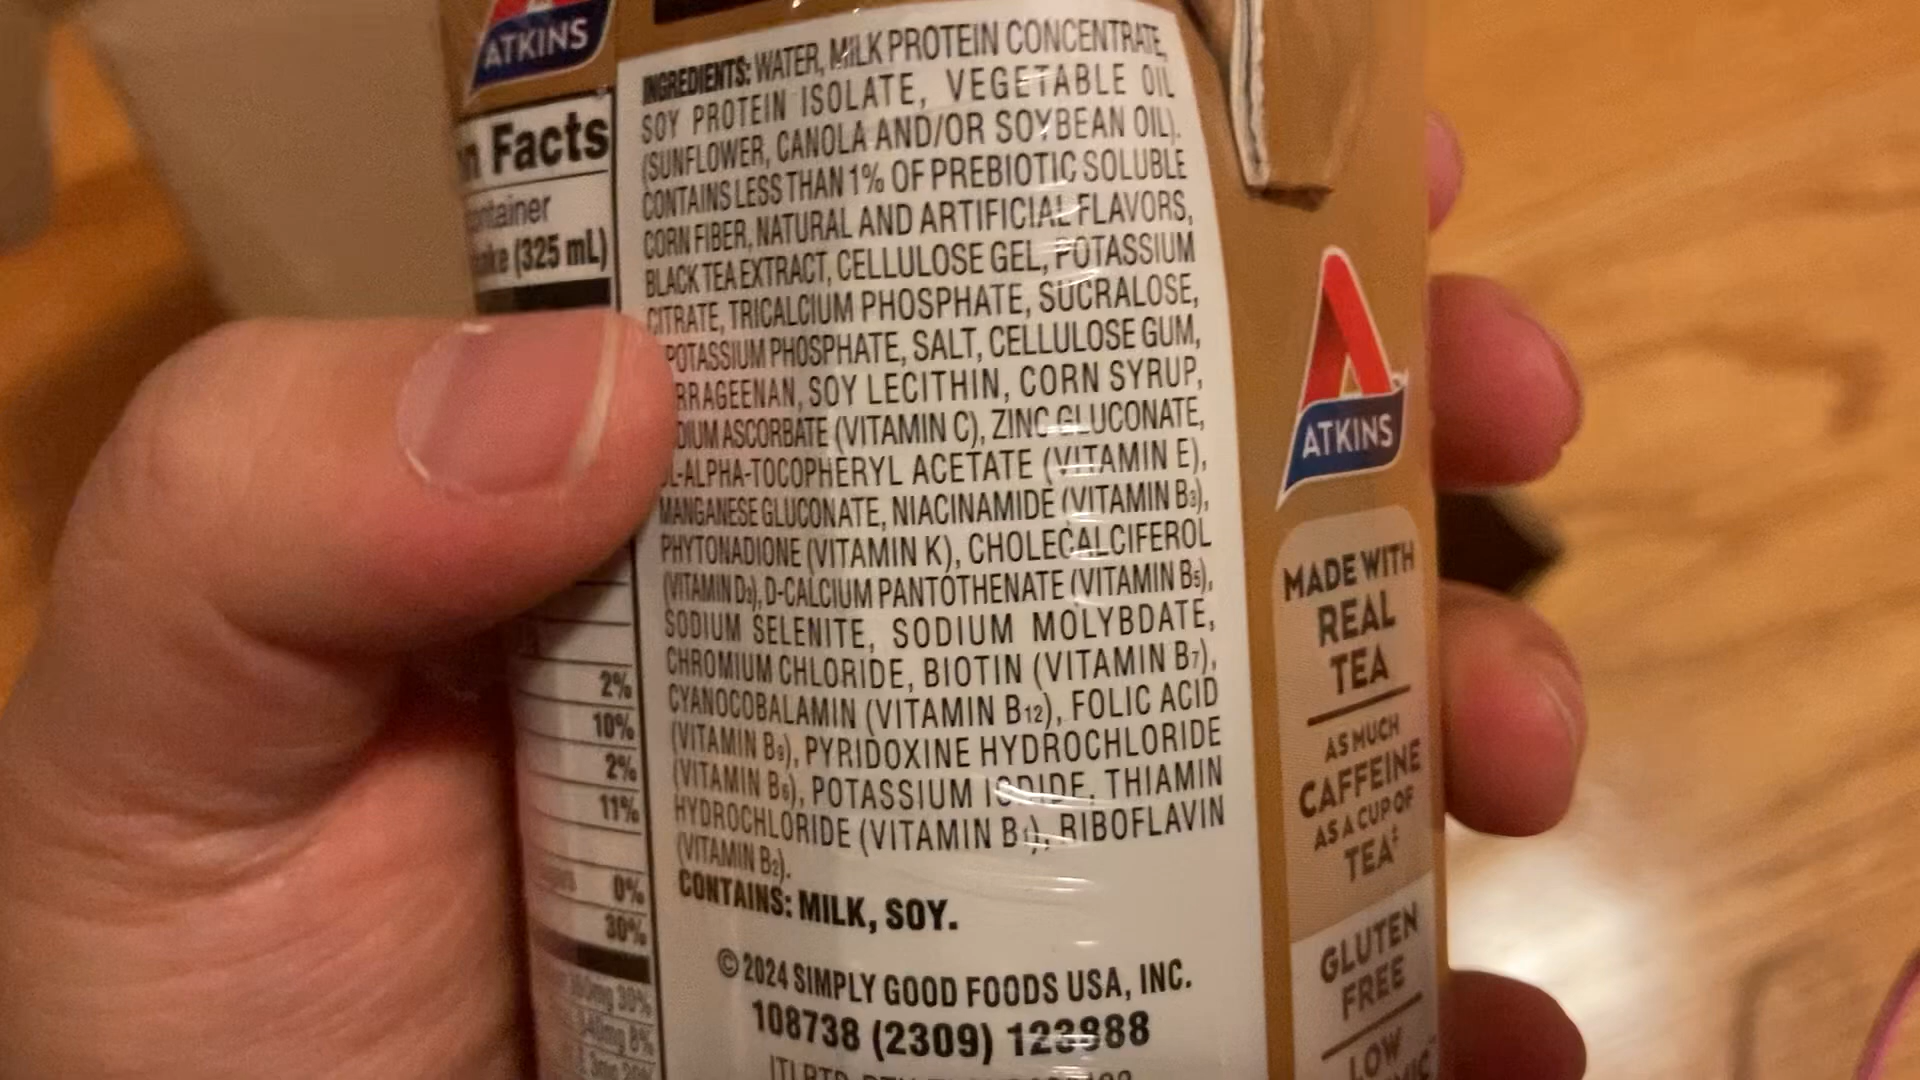 ATKINS
n Facts
ontainer
ake (325 mL)
2%
10%
2%
11%
0%
30%
INGREDIENTS: WATER, MILK PROTEIN CONCENTRATE,
SOY PROTEIN ISOLATE, VEGETABLE OIL
(SUNFLOWER, CANOLA AND/OR SOYBEAN OIL).
CONTAINS LESS THAN 1% OF PREBIOTIC SOLUBLE
CORN FIBER, NATURAL AND ARTIFICIAL FLAVORS,
BLACK TEA EXTRACT, CELLULOSE GEL, POTASSIUM
CITRATE, TRICALCIUM PHOSPHATE, SUCRALOSE,
POTASSIUM PHOSPHATE, SALT, CELLULOSE GUM,
RRAGEENAN, SOY LECITHIN, CORN SYRUP,
DIUM ASCORBATE (VITAMIN C), ZINC GLUCONATE,
L-ALPHA-TOCOPHERYL ACETATE (VITAMIN E),
MANGANESE GLUCONATE, NIACINAMIDE (VITAMIN B3),
PHYTONADIONE (VITAMIN K), CHOLECALCIFEROL
(VITAMIN D3), D-CALCIUM PANTOTHENATE (VITAMIN B5),
SODIUM SELENITE, SODIUM MOLYBDATE,
CHROMIUM CHLORIDE, BIOTIN (VITAMIN B7),
CYANOCOBALAMIN (VITAMIN B12), FOLIC ACID
(VITAMIN B9), PYRIDOXINE HYDROCHLORIDE
(VITAMIN B6), POTASSIUM IODIDE, THIAMIN
HYDROCHLORIDE (VITAMIN B1), RIBOFLAVIN
(VITAMIN B2).
CONTAINS: MILK, SOY.
©2024 SIMPLY GOOD FOODS USA, INC.
108738 (2309) 123888
ATKINS
MADE WITH
REAL
TEA
AS MUCH
CAFFEINE
AS A CUP OF
TEA‡
GLUTEN
FREE
LOW